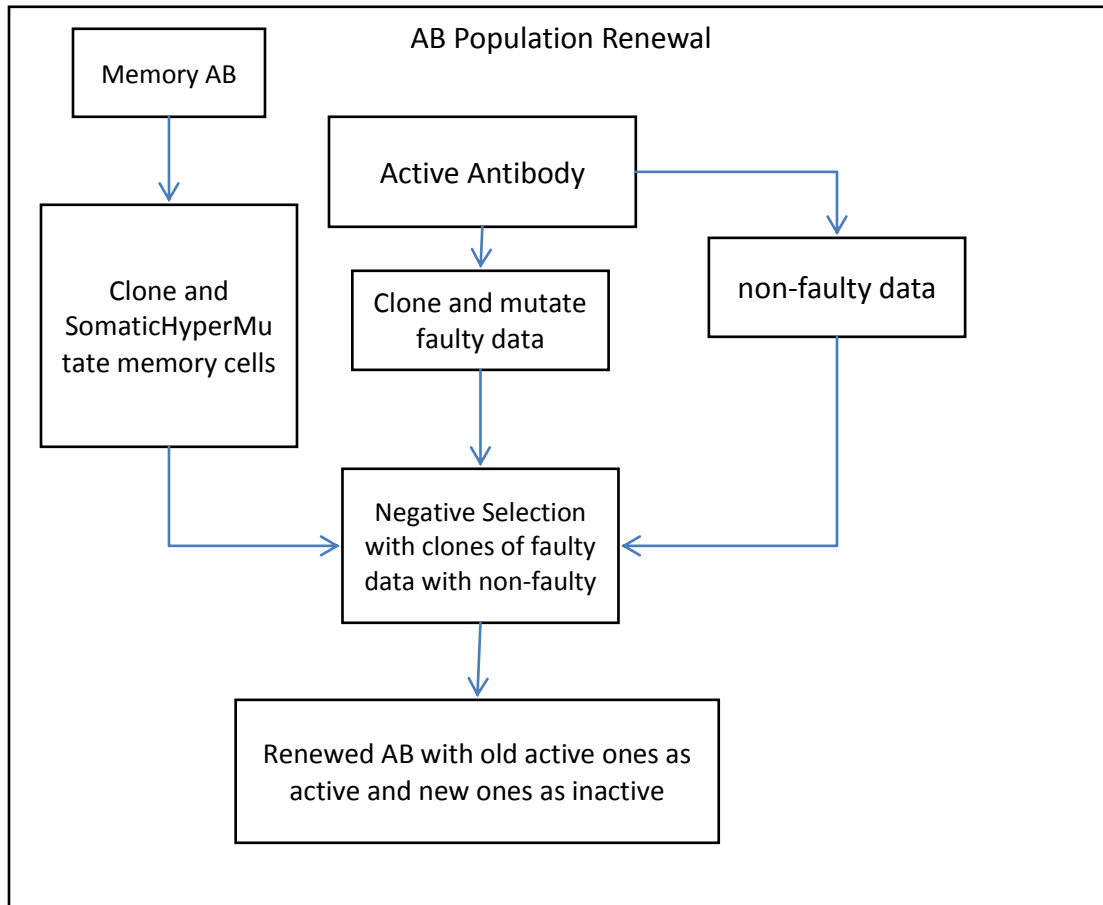 AB Population Renewal
Memory AB
Active Antibody
Clone and
SomaticHyperMu
tate memory cells
Clone and mutate
faulty data
non-faulty data
Negative Selection
with clones of faulty
data with non-faulty
Renewed AB with old active ones as
active and new ones as inactive